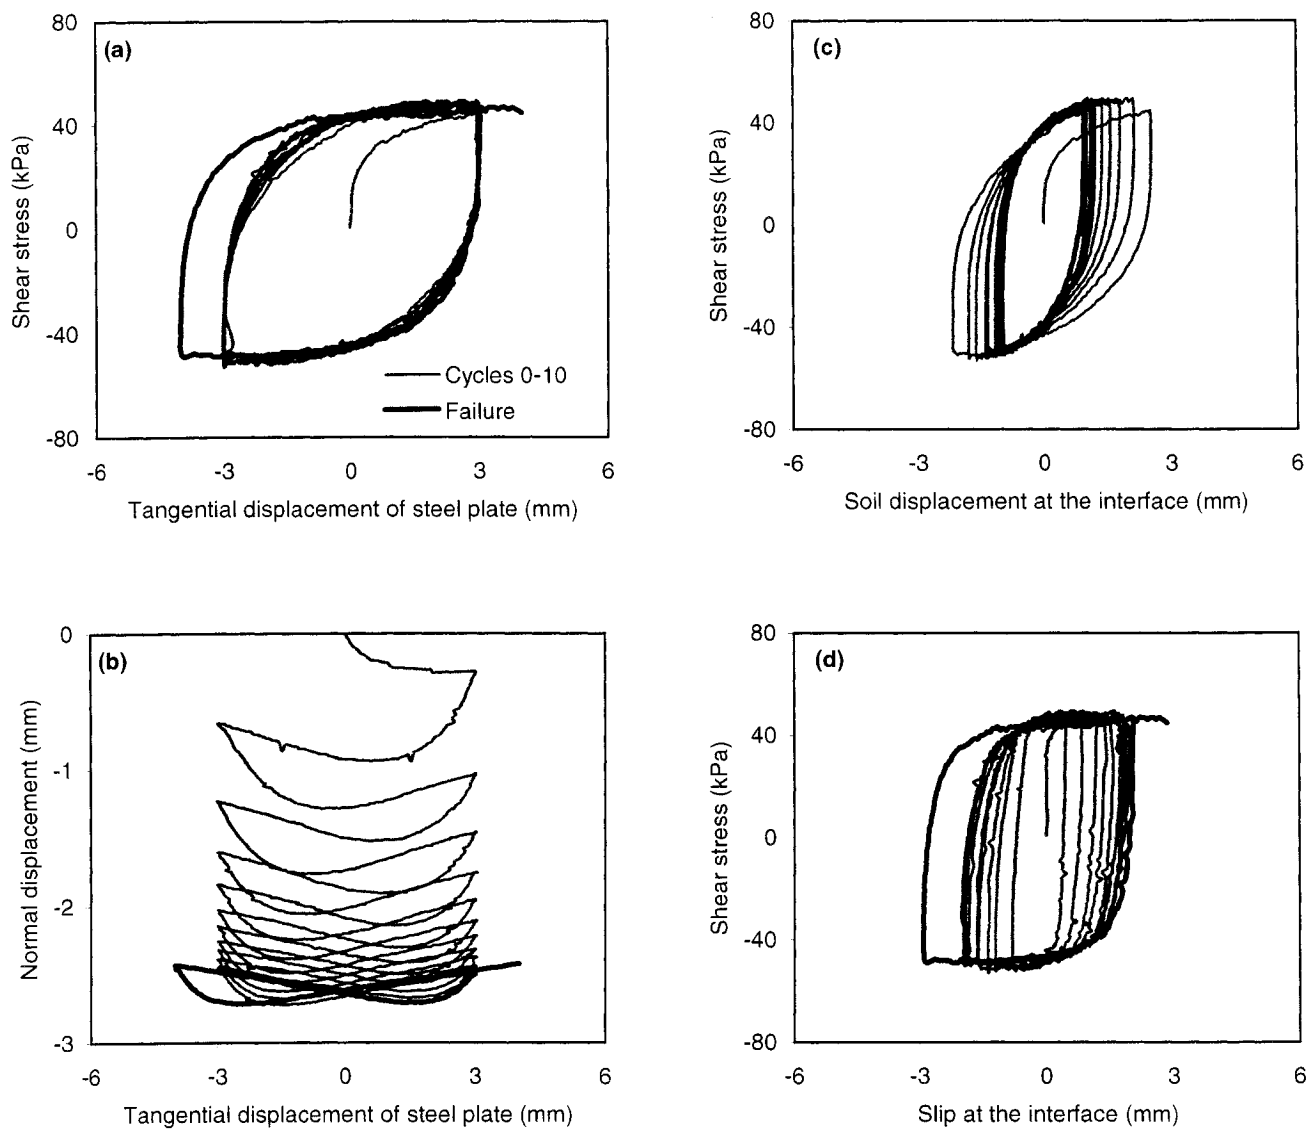 (a)
80
40
0
-40
-80
Shear stress (kPa)
Cycles 0-10
Failure
-6 -3 0 3 6
Tangential displacement of steel plate (mm)
(c)
80
40
0
-40
-80
Shear stress (kPa)
-6 -3 0 3 6
Soil displacement at the interface (mm)
(b)
0
-1
-2
-3
Normal displacement (mm)
-6 -3 0 3 6
Tangential displacement of steel plate (mm)
(d)
80
40
0
-40
-80
Shear stress (kPa)
-6 -3 0 3 6
Slip at the interface (mm)